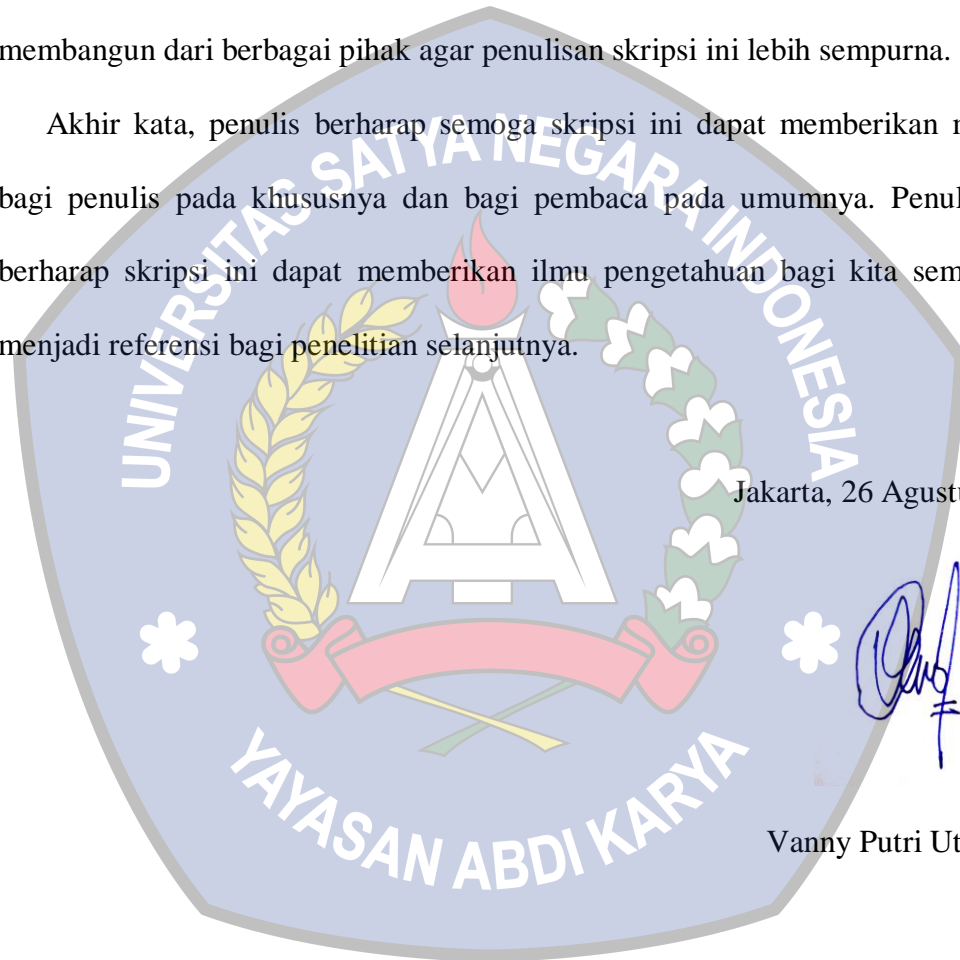 membangun dari berbagai pihak agar penulisan skripsi ini lebih sempurna.
Akhir kata, penulis berharap semoga skripsi ini dapat memberikan
bagi penulis pada khususnya dan bagi pembaca pada umumnya. Penul
berharap skripsi ini dapat memberikan ilmu pengetahuan bagi kita sem
menjadi referensi bagi penelitian selanjutnya.
Jakarta, 26 Agustu
Vanny Putri Ut
UNIVERSITAS SATYA NEGARA INDONESIA
YAYASAN ABDI KARYA